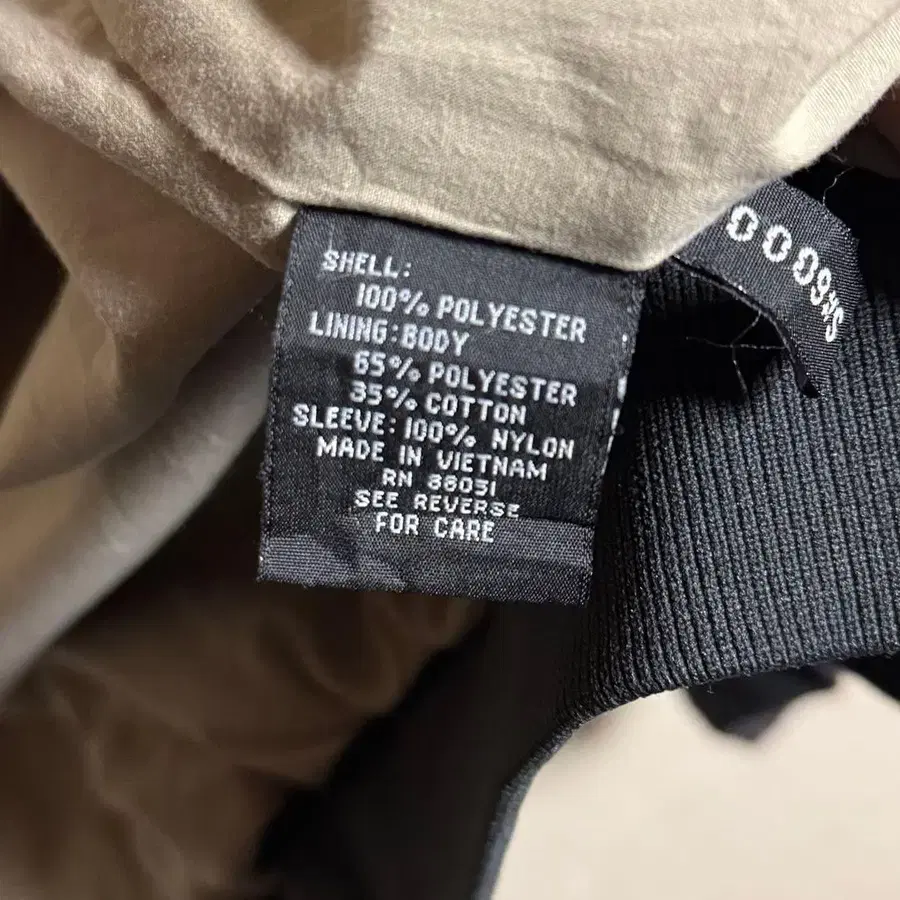 SHELL:
100% POLYESTER
LINING:BODY
65% POLYESTER
35% COTTON
SLEEVE: 100% NYLON
MADE IN VIETNAM
RN 88051
SEE REVERSE
FOR CARE